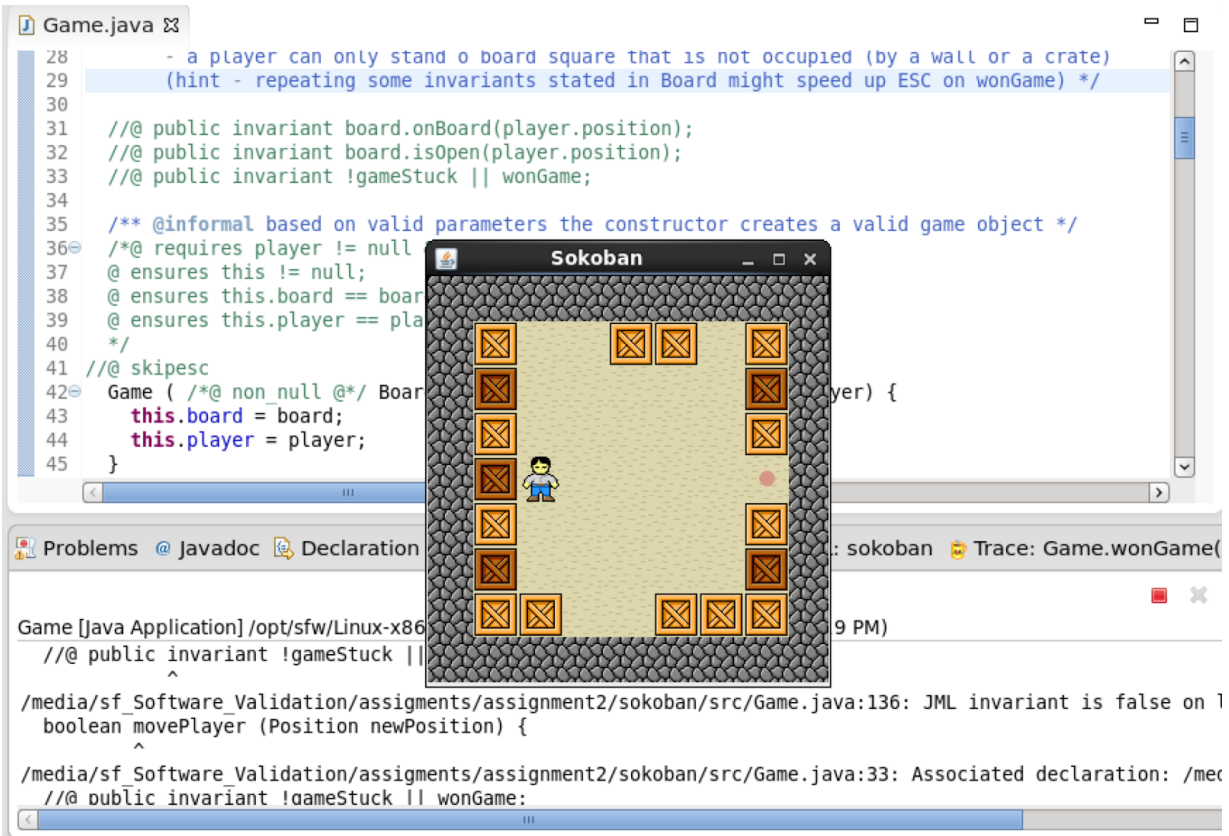 Game.java
28 - a player can only stand o board square that is not occupied (by a wall or a crate)
29 (hint - repeating some invariants stated in Board might speed up ESC on wonGame) */
30
31 //@ public invariant board.onBoard(player.position);
32 //@ public invariant board.isOpen(player.position);
33 //@ public invariant !gameStuck || wonGame;
34
35 /** @informal based on valid parameters the constructor creates a valid game object */
36 /*@ requires player != null
37 @ ensures this != null;
38 @ ensures this.board == boar
39 @ ensures this.player == pla
40 */
41 //@ skipesc
42 Game ( /*@ non_null @*/ Boar yer) {
43 this.board = board;
44 this.player = player;
45 }
Sokoban
Problems @ Javadoc Declaration : sokoban Trace: Game.wonGame(
Game [Java Application] /opt/sfw/Linux-x86 9 PM)
//@ public invariant !gameStuck ||
^
/media/sf_Software_Validation/assigments/assignment2/sokoban/src/Game.java:136: JML invariant is false on
boolean movePlayer (Position newPosition) {
^
/media/sf_Software_Validation/assigments/assignment2/sokoban/src/Game.java:33: Associated declaration: /med
//@ public invariant !gameStuck || wonGame;